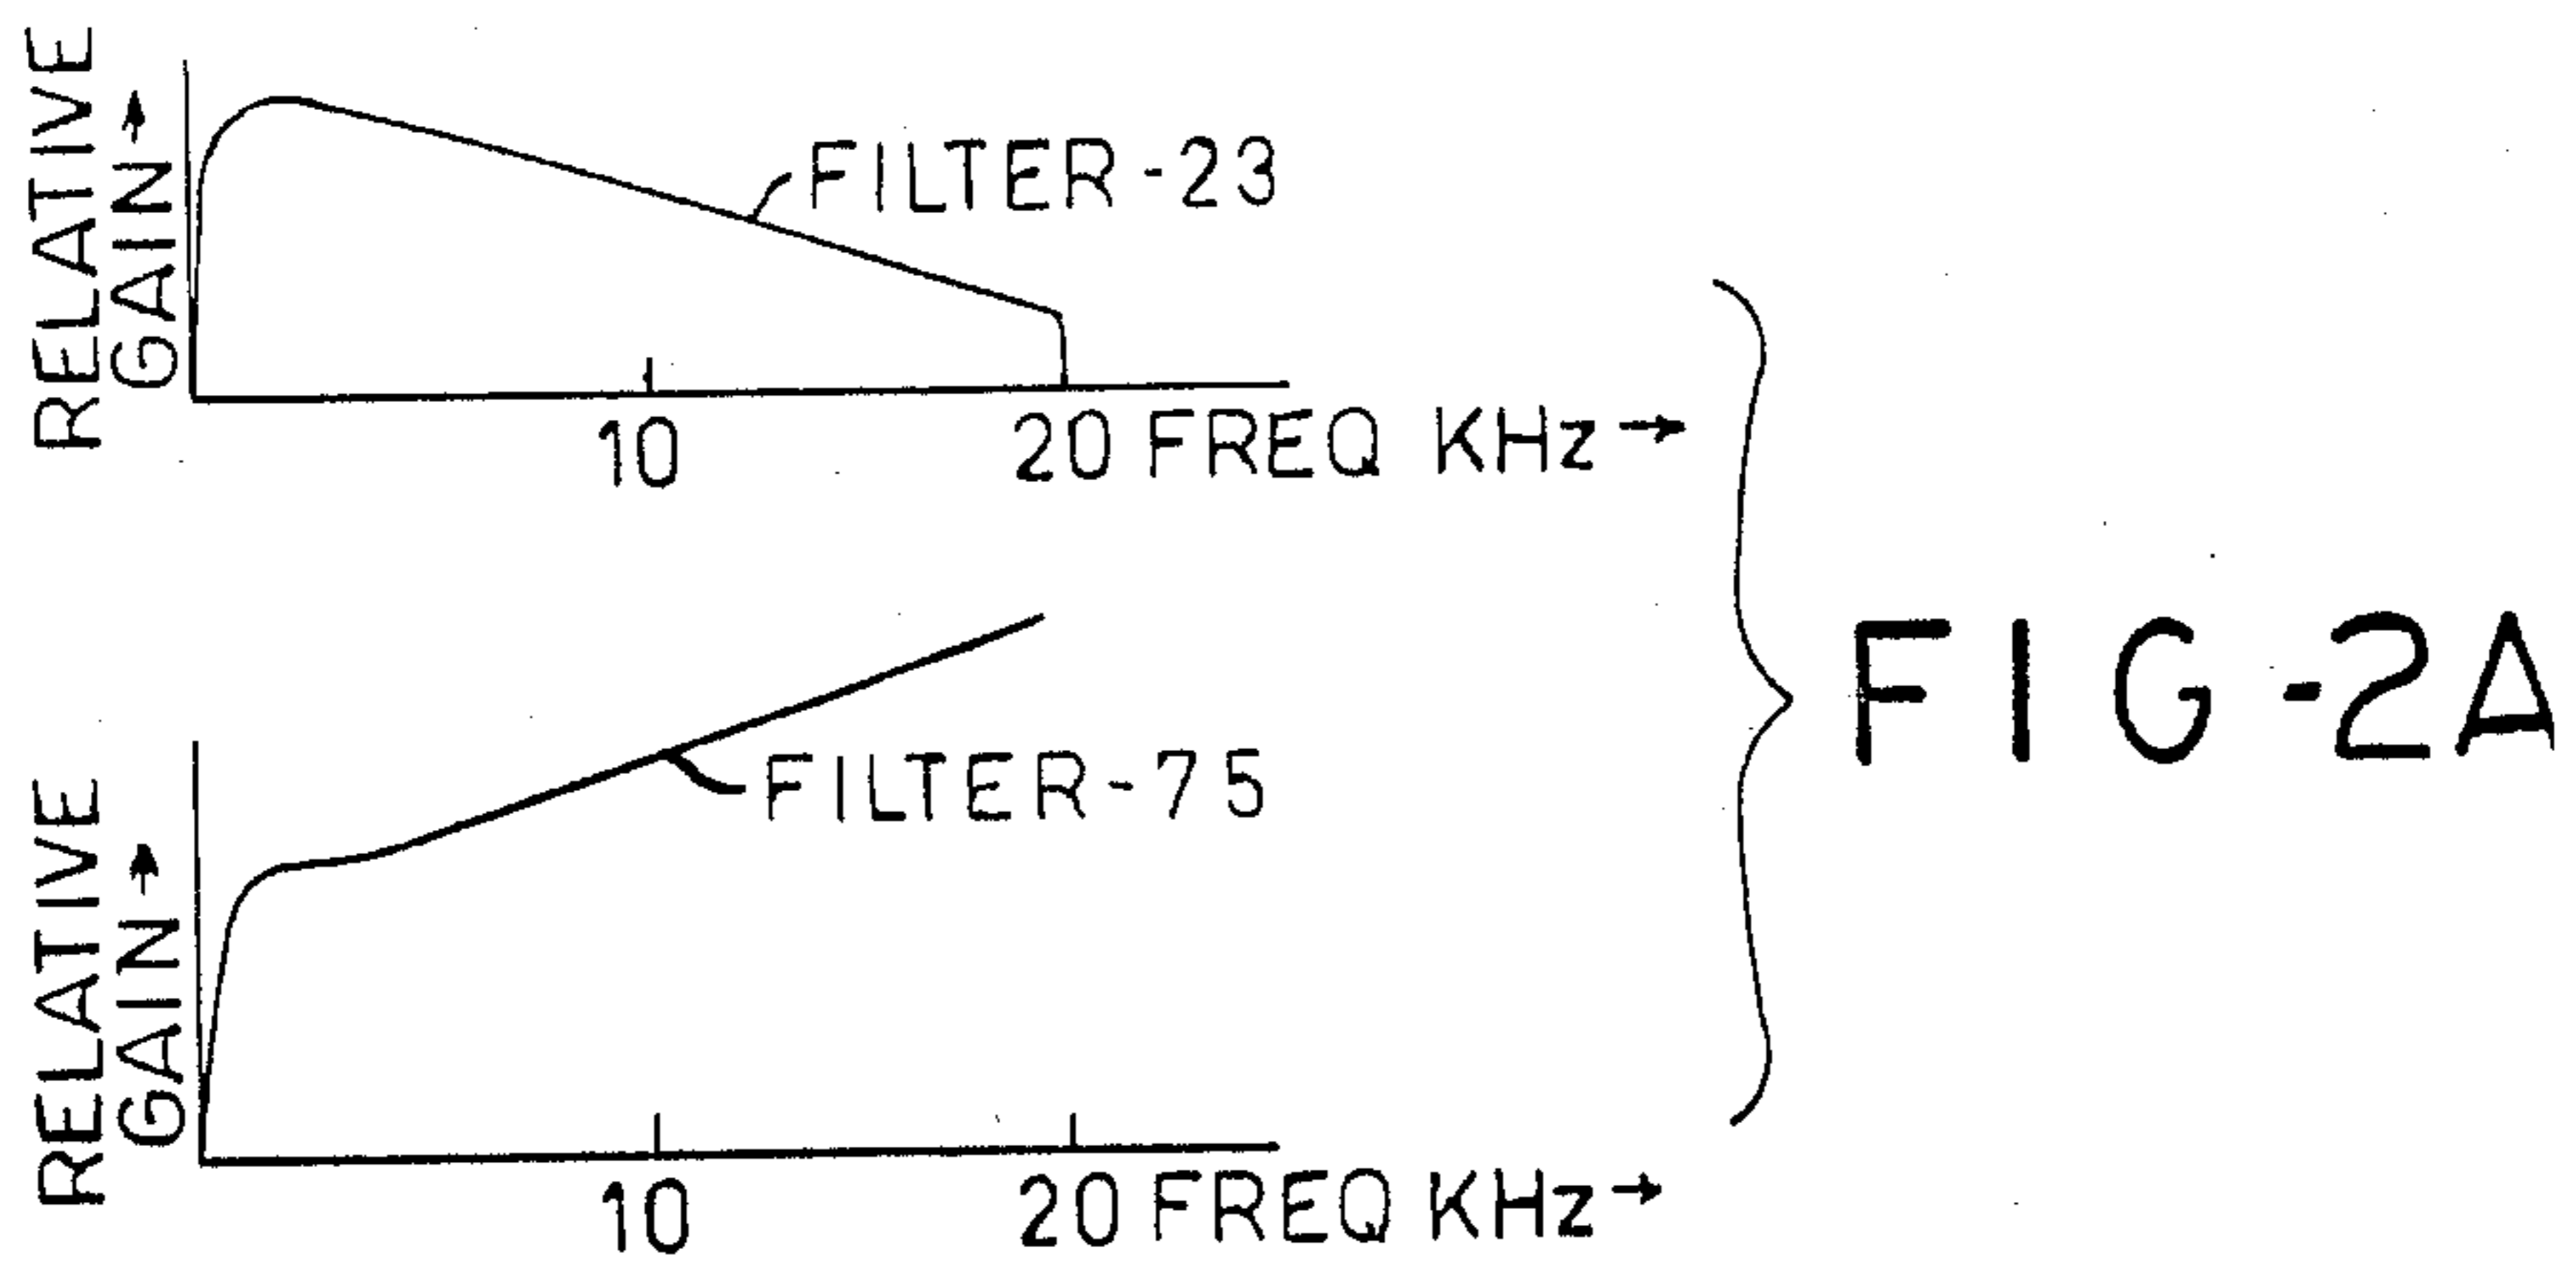 RELATIVE
GAIN→
FILTER-23
10
20 FREQ KHz→
FILTER-75
RELATIVE
GAIN→
10
20 FREQ KHz→
FIG-2A